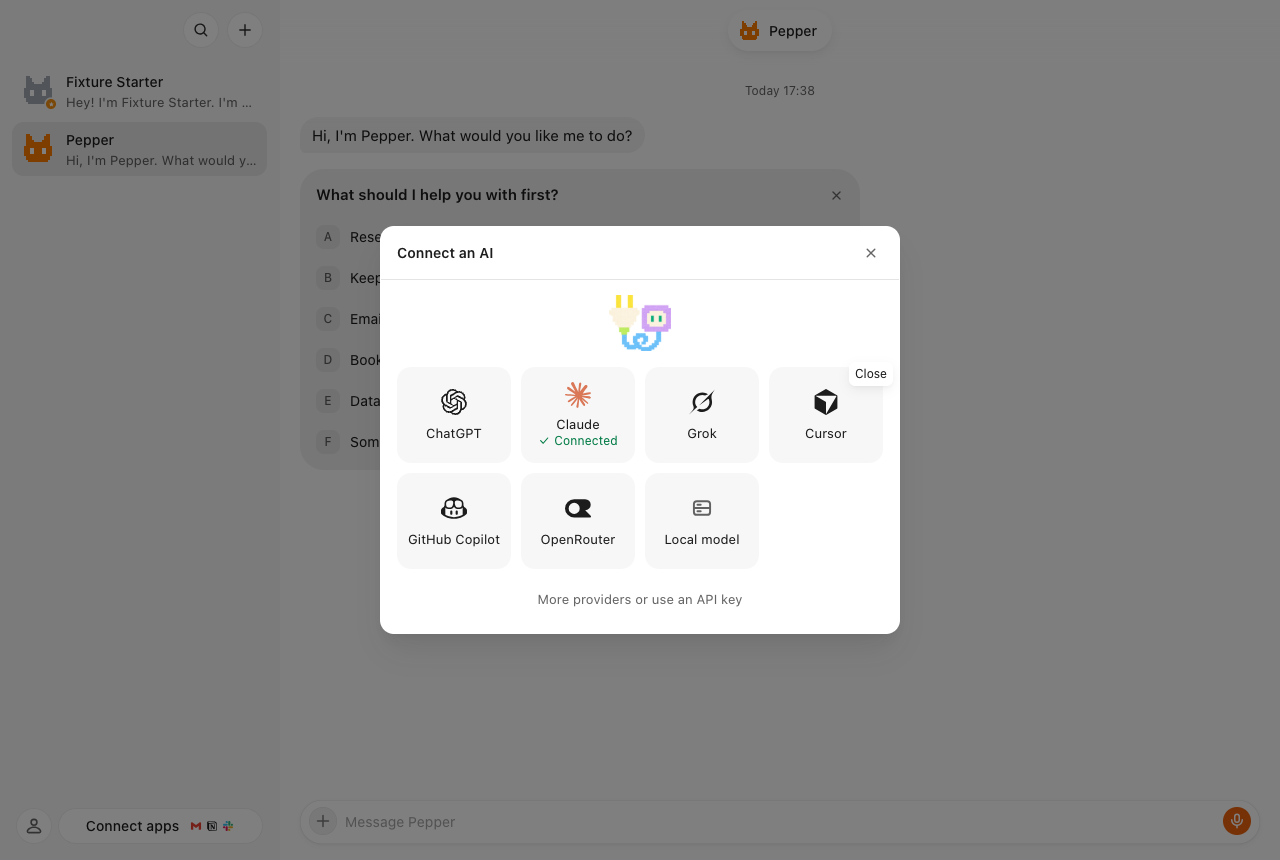 Pepper
Fixture Starter
Hey! I'm Fixture Starter. I'm ...
Pepper
Hi, I'm Pepper. What would y...
Today 17:38
Hi, I'm Pepper. What would you like me to do?
What should I help you with first?
A
B
C
D
E
F
Connect an AI
Close
ChatGPT
Claude
Connected
Grok
Cursor
GitHub Copilot
OpenRouter
Local model
More providers or use an API key
Connect apps
Message Pepper